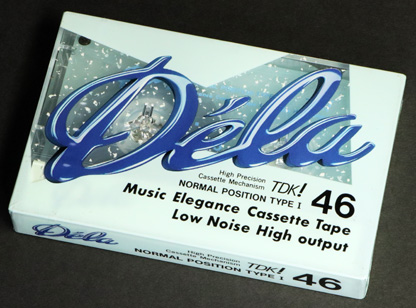 Déla
High Precision
Cassette Mechanism TDK!
NORMAL POSITION TYPE I 46
Music Elegance Cassette Tape
Low Noise High output
Déla
High Precision
Cassette Mechanism TDK!
NORMAL POSITION TYPE I 46